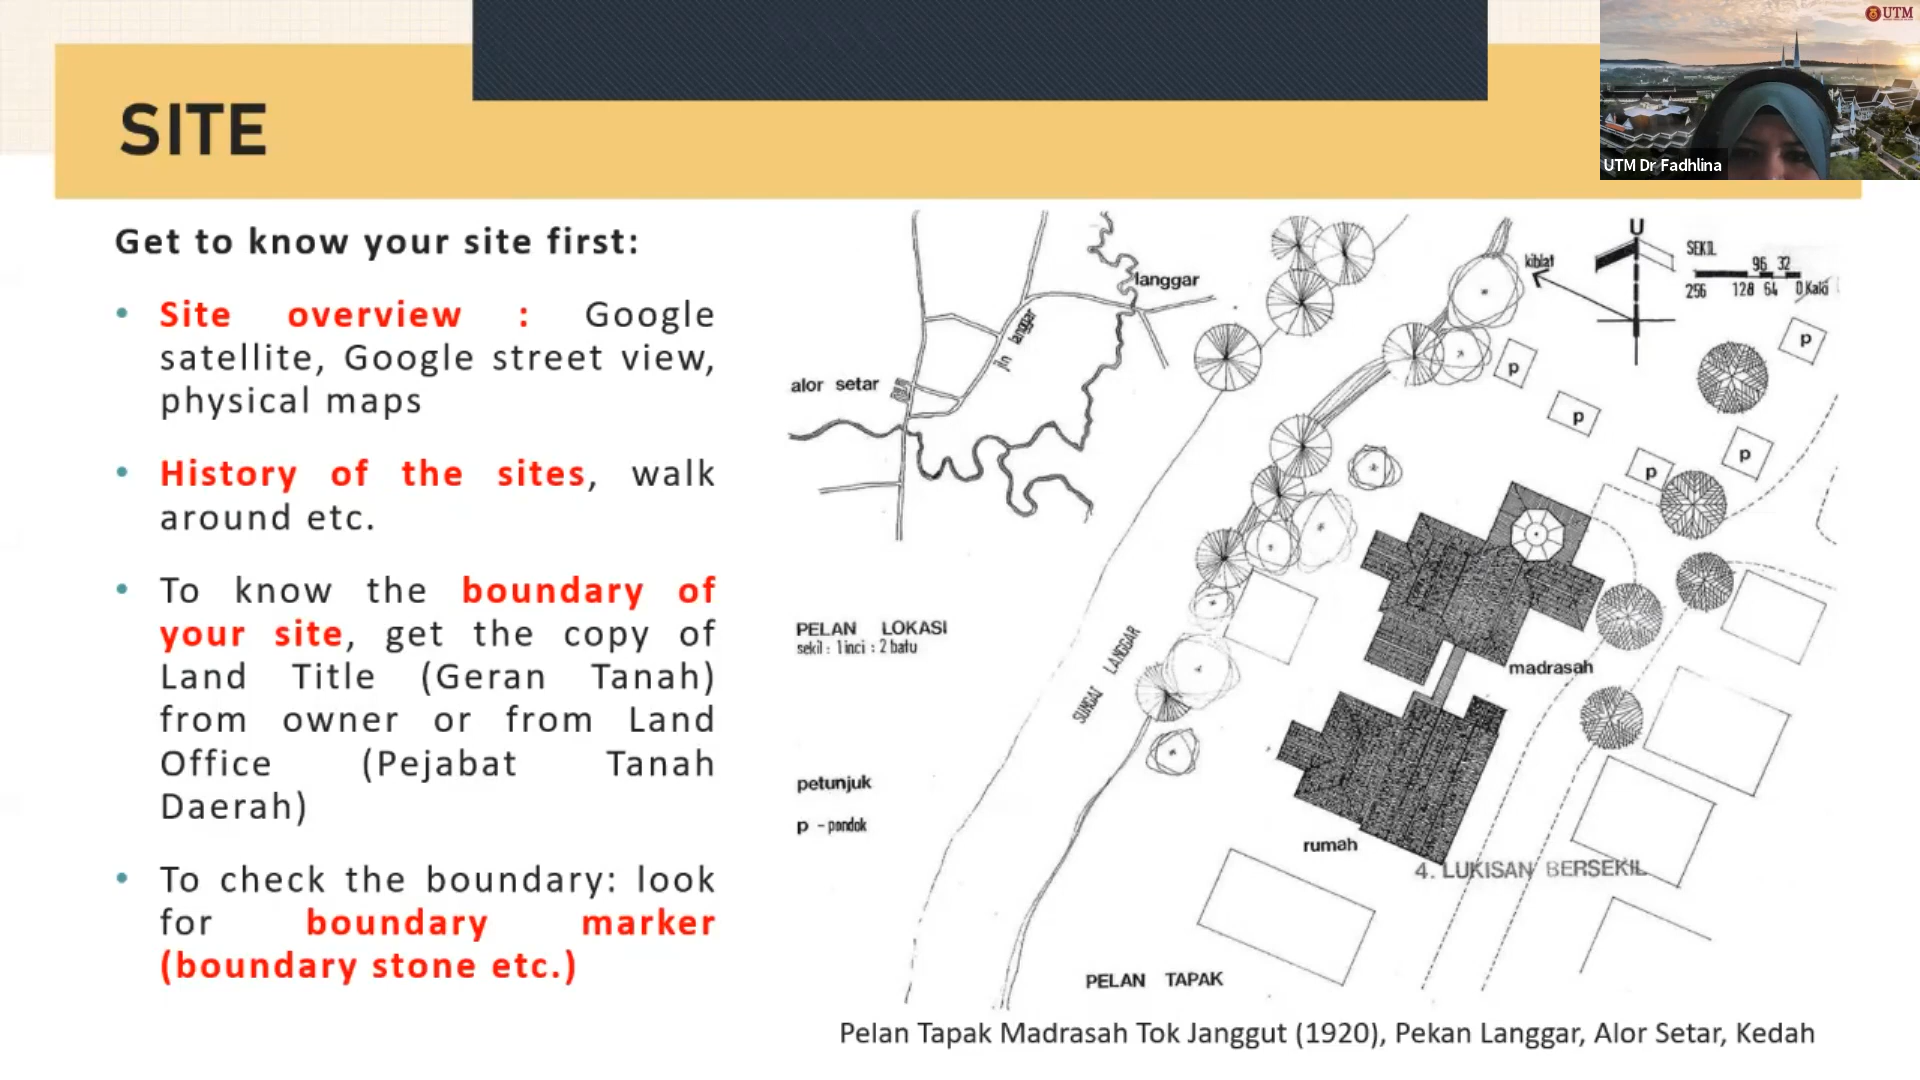 UTM
UTM Dr Fadhlina
SITE
Get to know your site first:
• Site overview : Google
satellite, Google street view,
physical maps
• History of the sites, walk
around etc.
• To know the boundary of
your site, get the copy of
Land Title (Geran Tanah)
from owner or from Land
Office (Pejabat Tanah
Daerah)
• To check the boundary: look
for boundary marker
(boundary stone etc.)
langgar
jln langgar
alor setar
PELAN LOKASI
sekil : 1 inci : 2 batu
petunjuk
p - pondok
kiblat
U
SEKIL
96 32
256 128 64 0 Kaki
p
p
p
p
p
SUNGAI LANGGAR
madrasah
rumah
4. LUKISAN BERSEKIL
PELAN TAPAK
Pelan Tapak Madrasah Tok Janggut (1920), Pekan Langgar, Alor Setar, Kedah